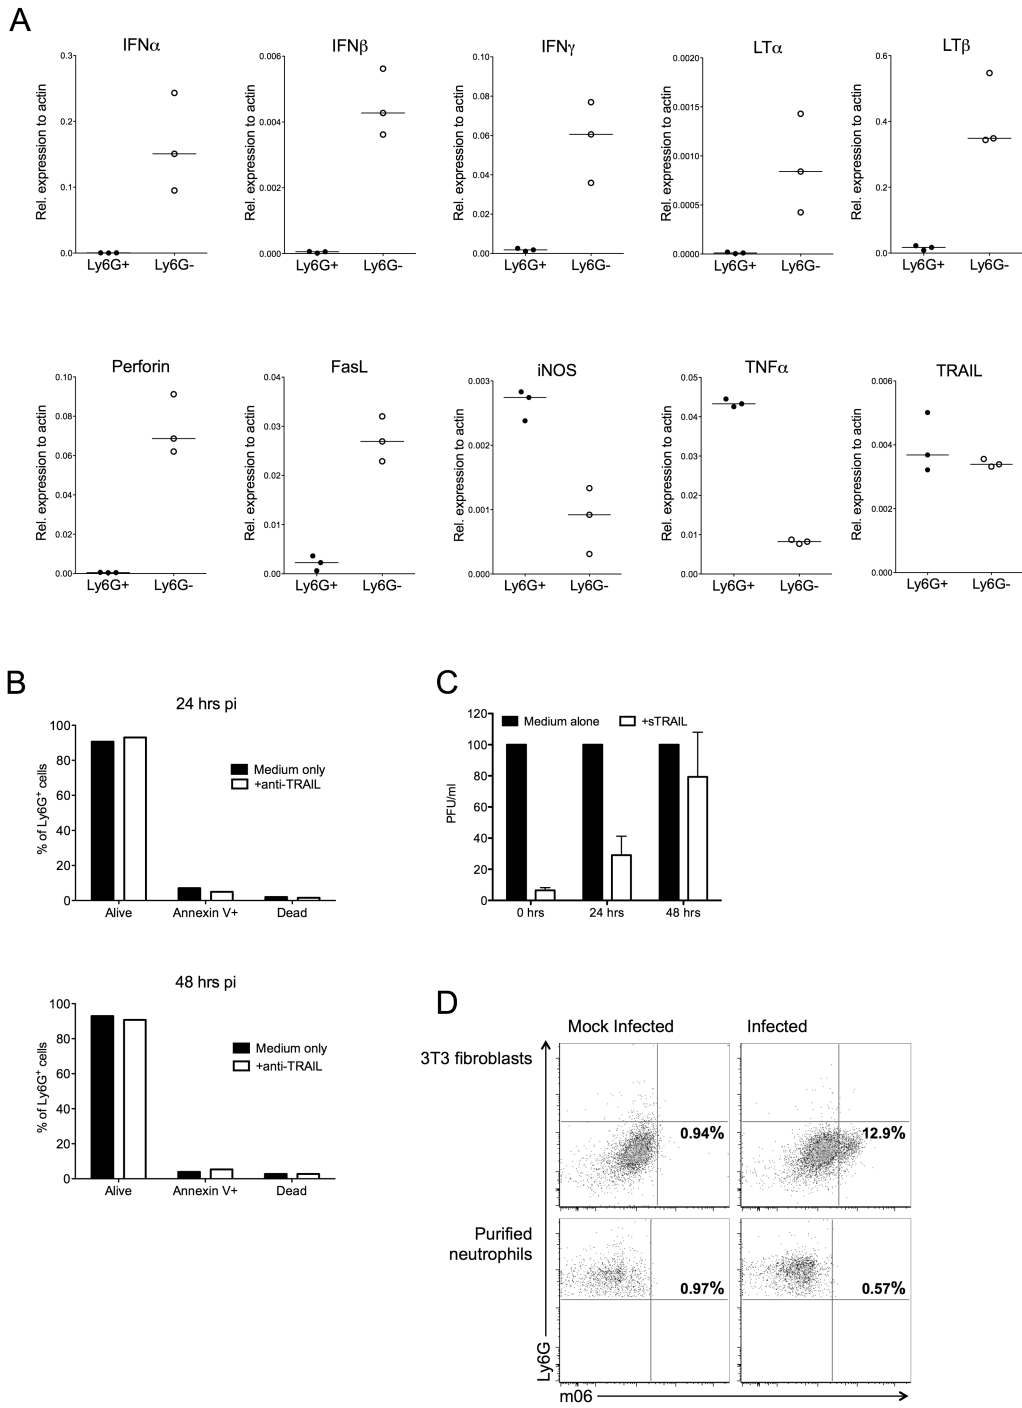 A
IFNα
IFNβ
IFNγ
LTα
LTβ
Rel. expression to actin
0.3
0.2
0.1
0.0
Ly6G+ Ly6G-
Rel. expression to actin
0.006
0.004
0.002
0.000
Ly6G+ Ly6G-
Rel. expression to actin
0.10
0.08
0.06
0.04
0.02
0.00
Ly6G+ Ly6G-
Rel. expression to actin
0.0020
0.0015
0.0010
0.0005
0.0000
Ly6G+ Ly6G-
Rel. expression to actin
0.6
0.4
0.2
0.0
Ly6G+ Ly6G-
Perforin
FasL
iNOS
TNFα
TRAIL
Rel. expression to actin
0.10
0.08
0.06
0.04
0.02
0.00
Ly6G+ Ly6G-
Rel. expression to actin
0.04
0.03
0.02
0.01
0.00
Ly6G+ Ly6G-
Rel. expression to actin
0.003
0.002
0.001
0.000
Ly6G+ Ly6G-
Rel. expression to actin
0.05
0.04
0.03
0.02
0.01
0.00
Ly6G+ Ly6G-
Rel. expression to actin
0.006
0.004
0.002
0.000
Ly6G+ Ly6G-
B
24 hrs pi
% of Ly6G+ cells
100
80
60
40
20
0
Medium only
+anti-TRAIL
Alive Annexin V+ Dead
48 hrs pi
% of Ly6G+ cells
100
80
60
40
20
0
Medium only
+anti-TRAIL
Alive Annexin V+ Dead
C
PFU/ml
120
100
80
60
40
20
0
Medium alone +sTRAIL
0 hrs 24 hrs 48 hrs
D
Mock Infected Infected
3T3 fibroblasts
0.94% 12.9%
Purified
neutrophils
0.97% 0.57%
Ly6G
m06